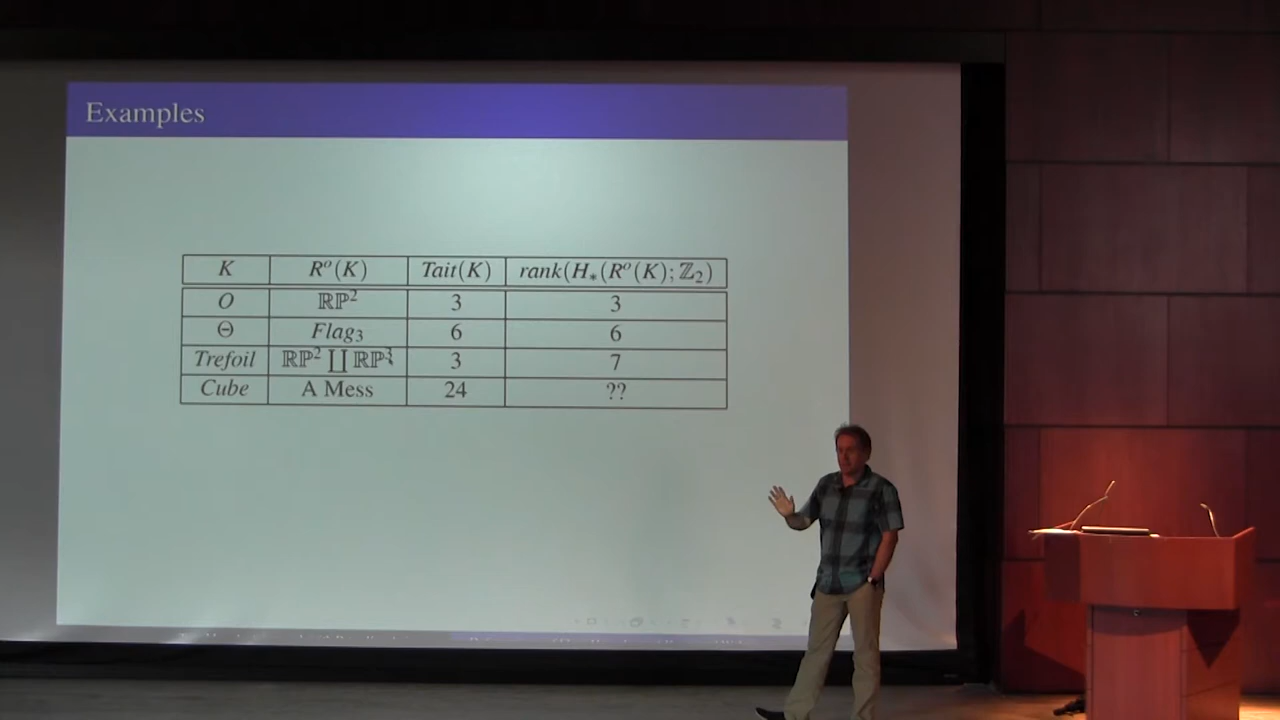 Examples
K R^o(K) Tait(K) rank(H_*(R^o(K); ℤ_2)
O ℝℙ^2 3 3
Θ Flag_3 6 6
Trefoil ℝℙ^2 ∐ ℝℙ^3 3 7
Cube A Mess 24 ??